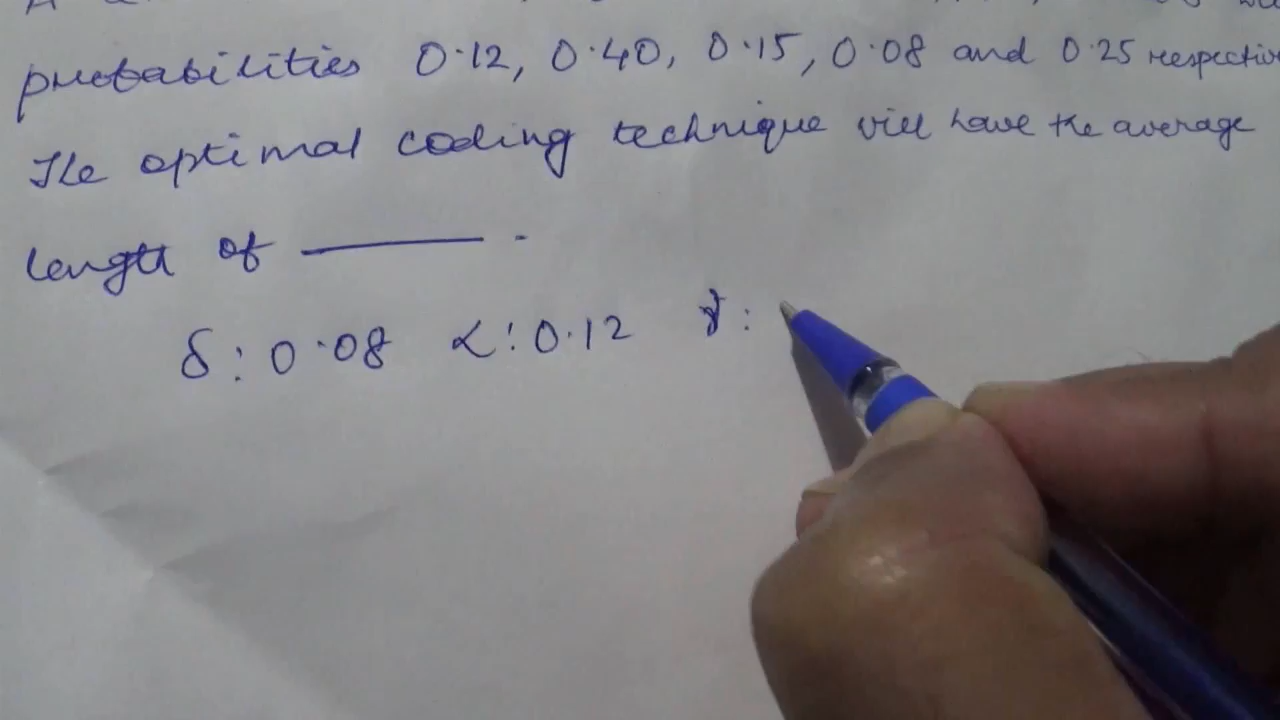 probabilities 0.12, 0.40, 0.15, 0.08 and 0.25
The optimal coding technique will have the average
length of ______ .
δ : 0.08 α : 0.12 γ :